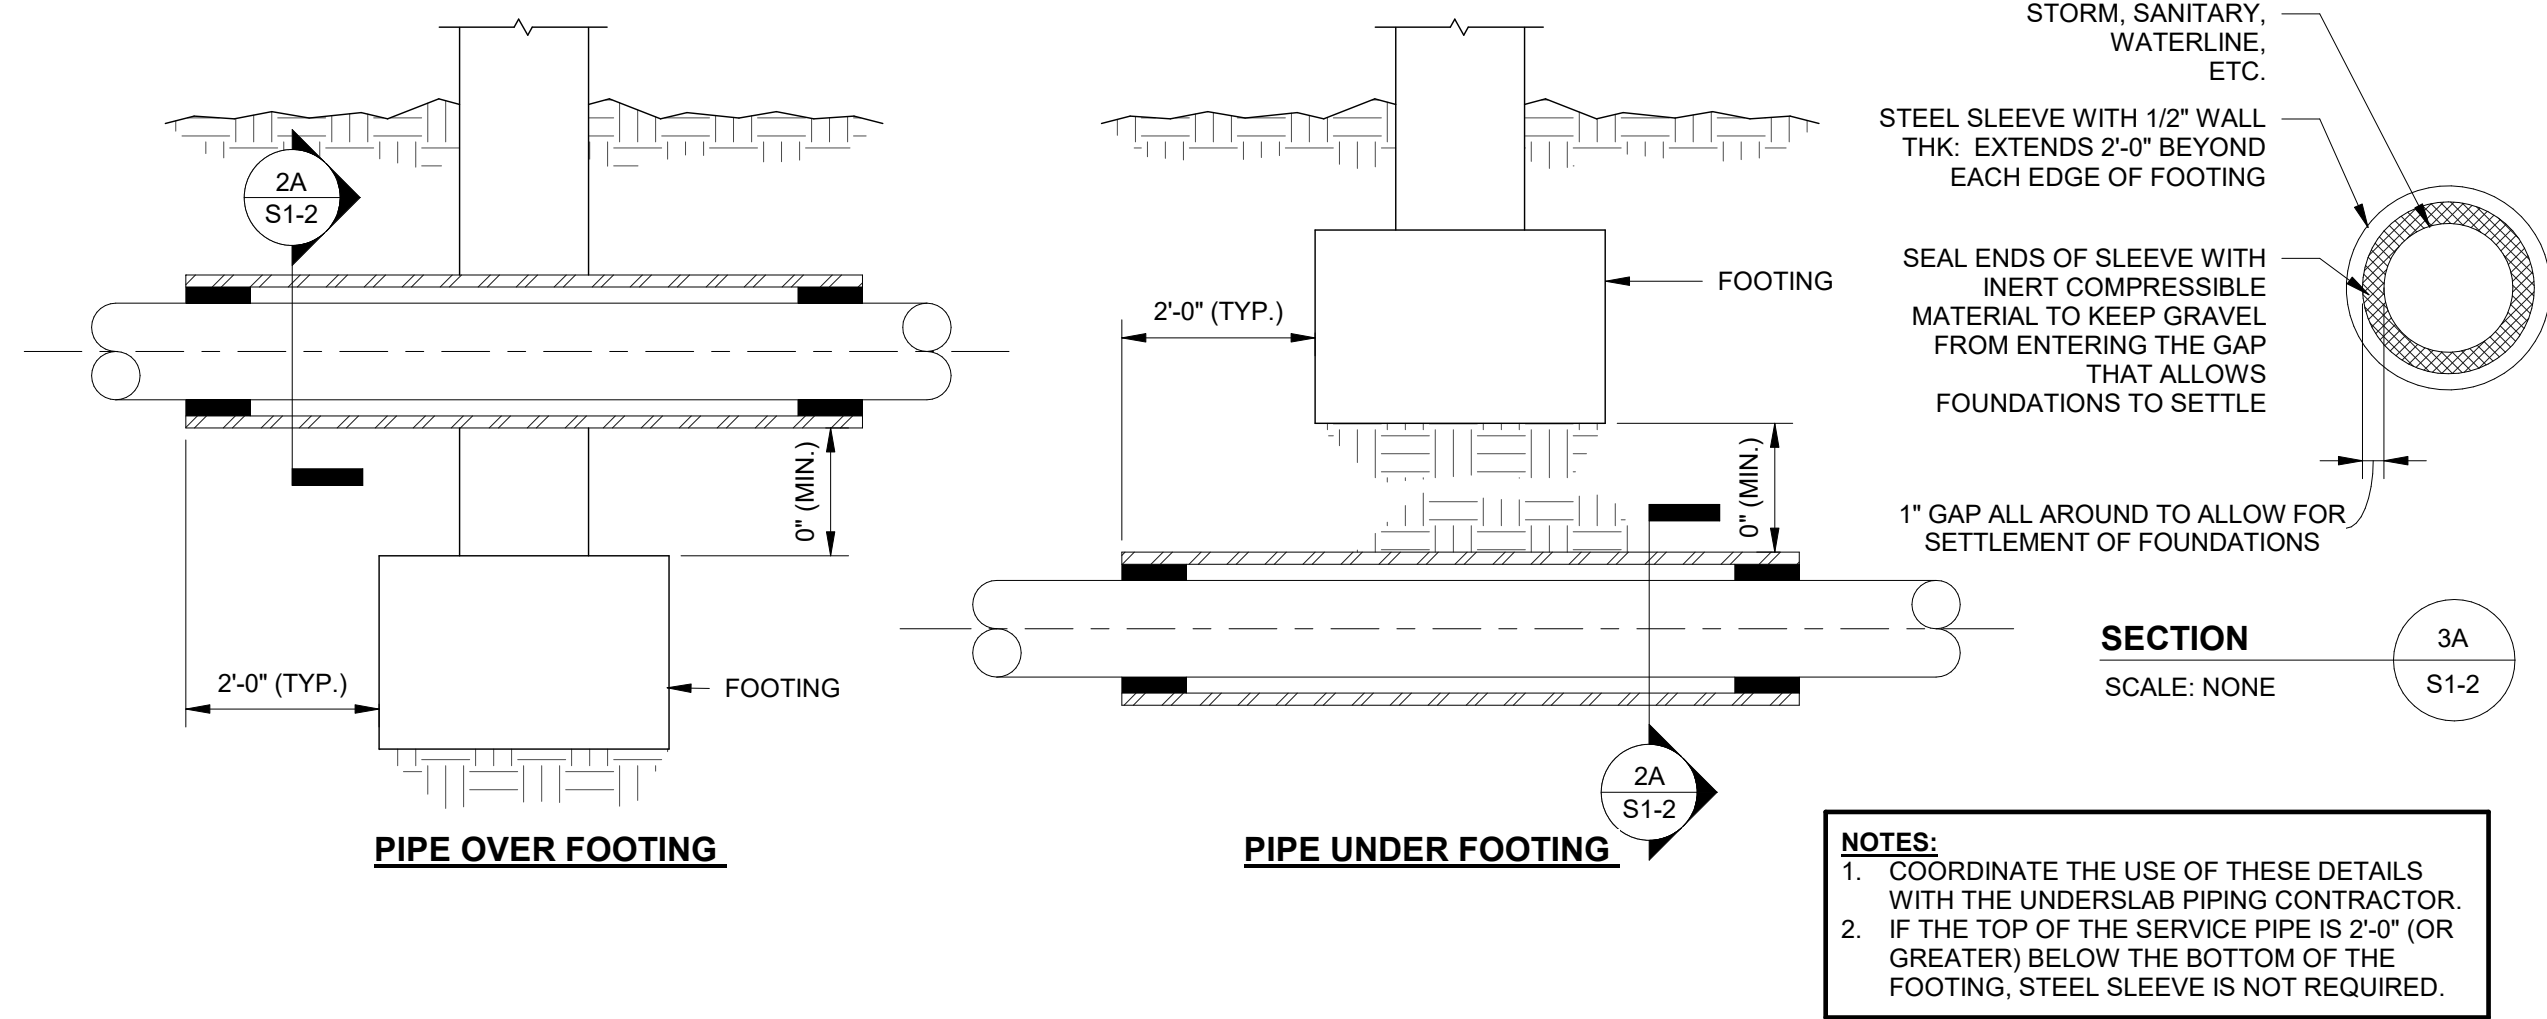 2A
S1-2
2'-0" (TYP.)
0" (MIN.)
FOOTING
PIPE OVER FOOTING
2'-0" (TYP.)
FOOTING
0" (MIN.)
2A
S1-2
PIPE UNDER FOOTING
STORM, SANITARY,
WATERLINE,
ETC.
STEEL SLEEVE WITH 1/2" WALL
THK: EXTENDS 2'-0" BEYOND
EACH EDGE OF FOOTING
SEAL ENDS OF SLEEVE WITH
INERT COMPRESSIBLE
MATERIAL TO KEEP GRAVEL
FROM ENTERING THE GAP
THAT ALLOWS
FOUNDATIONS TO SETTLE
1" GAP ALL AROUND TO ALLOW FOR
SETTLEMENT OF FOUNDATIONS
SECTION
SCALE: NONE
3A
S1-2
NOTES:
1. COORDINATE THE USE OF THESE DETAILS
WITH THE UNDERSLAB PIPING CONTRACTOR.
2. IF THE TOP OF THE SERVICE PIPE IS 2'-0" (OR
GREATER) BELOW THE BOTTOM OF THE
FOOTING, STEEL SLEEVE IS NOT REQUIRED.